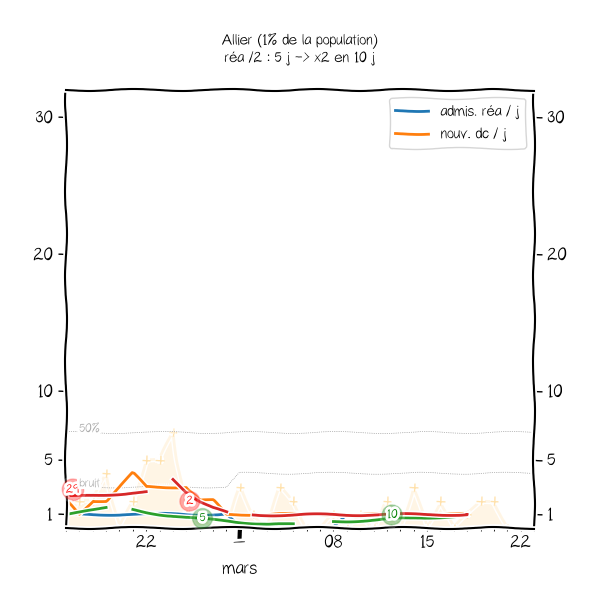 Allier (1% de la population)
réa /2 : 5 j -> x2 en 10 j
admis. réa / j
nouv. dc / j
30 30
20 20
10 10
50%
5 5
bruit
2
5
10
1 1
22 08 15 22
mars